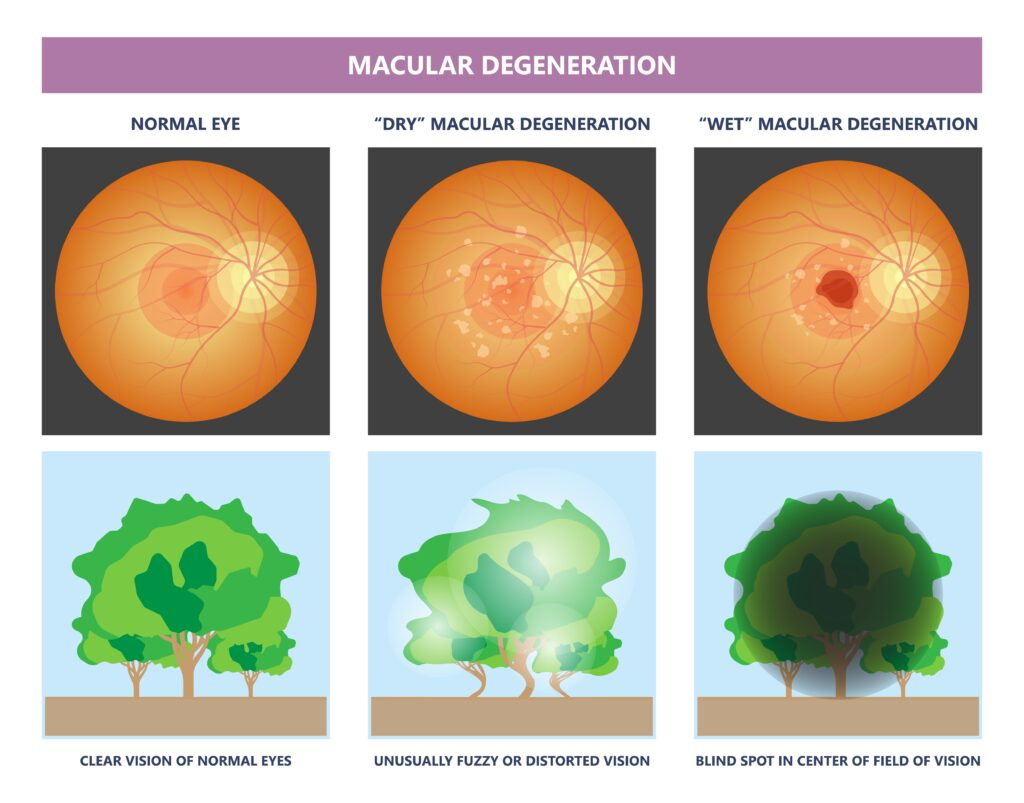 MACULAR DEGENERATION
NORMAL EYE
“DRY” MACULAR DEGENERATION
“WET” MACULAR DEGENERATION
CLEAR VISION OF NORMAL EYES
UNUSUALLY FUZZY OR DISTORTED VISION
BLIND SPOT IN CENTER OF FIELD OF VISION